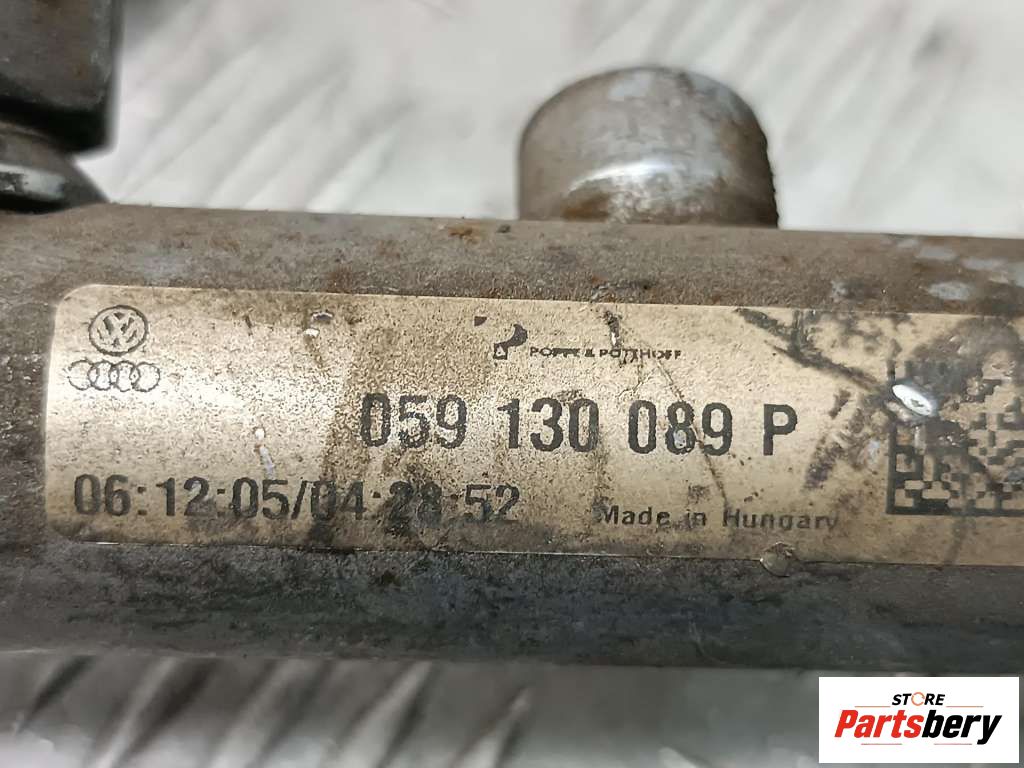 POPPE & POTTHOFF
059 130 089 P
06:12:05/04:28:52
Made in Hungary
STORE
Partsbery